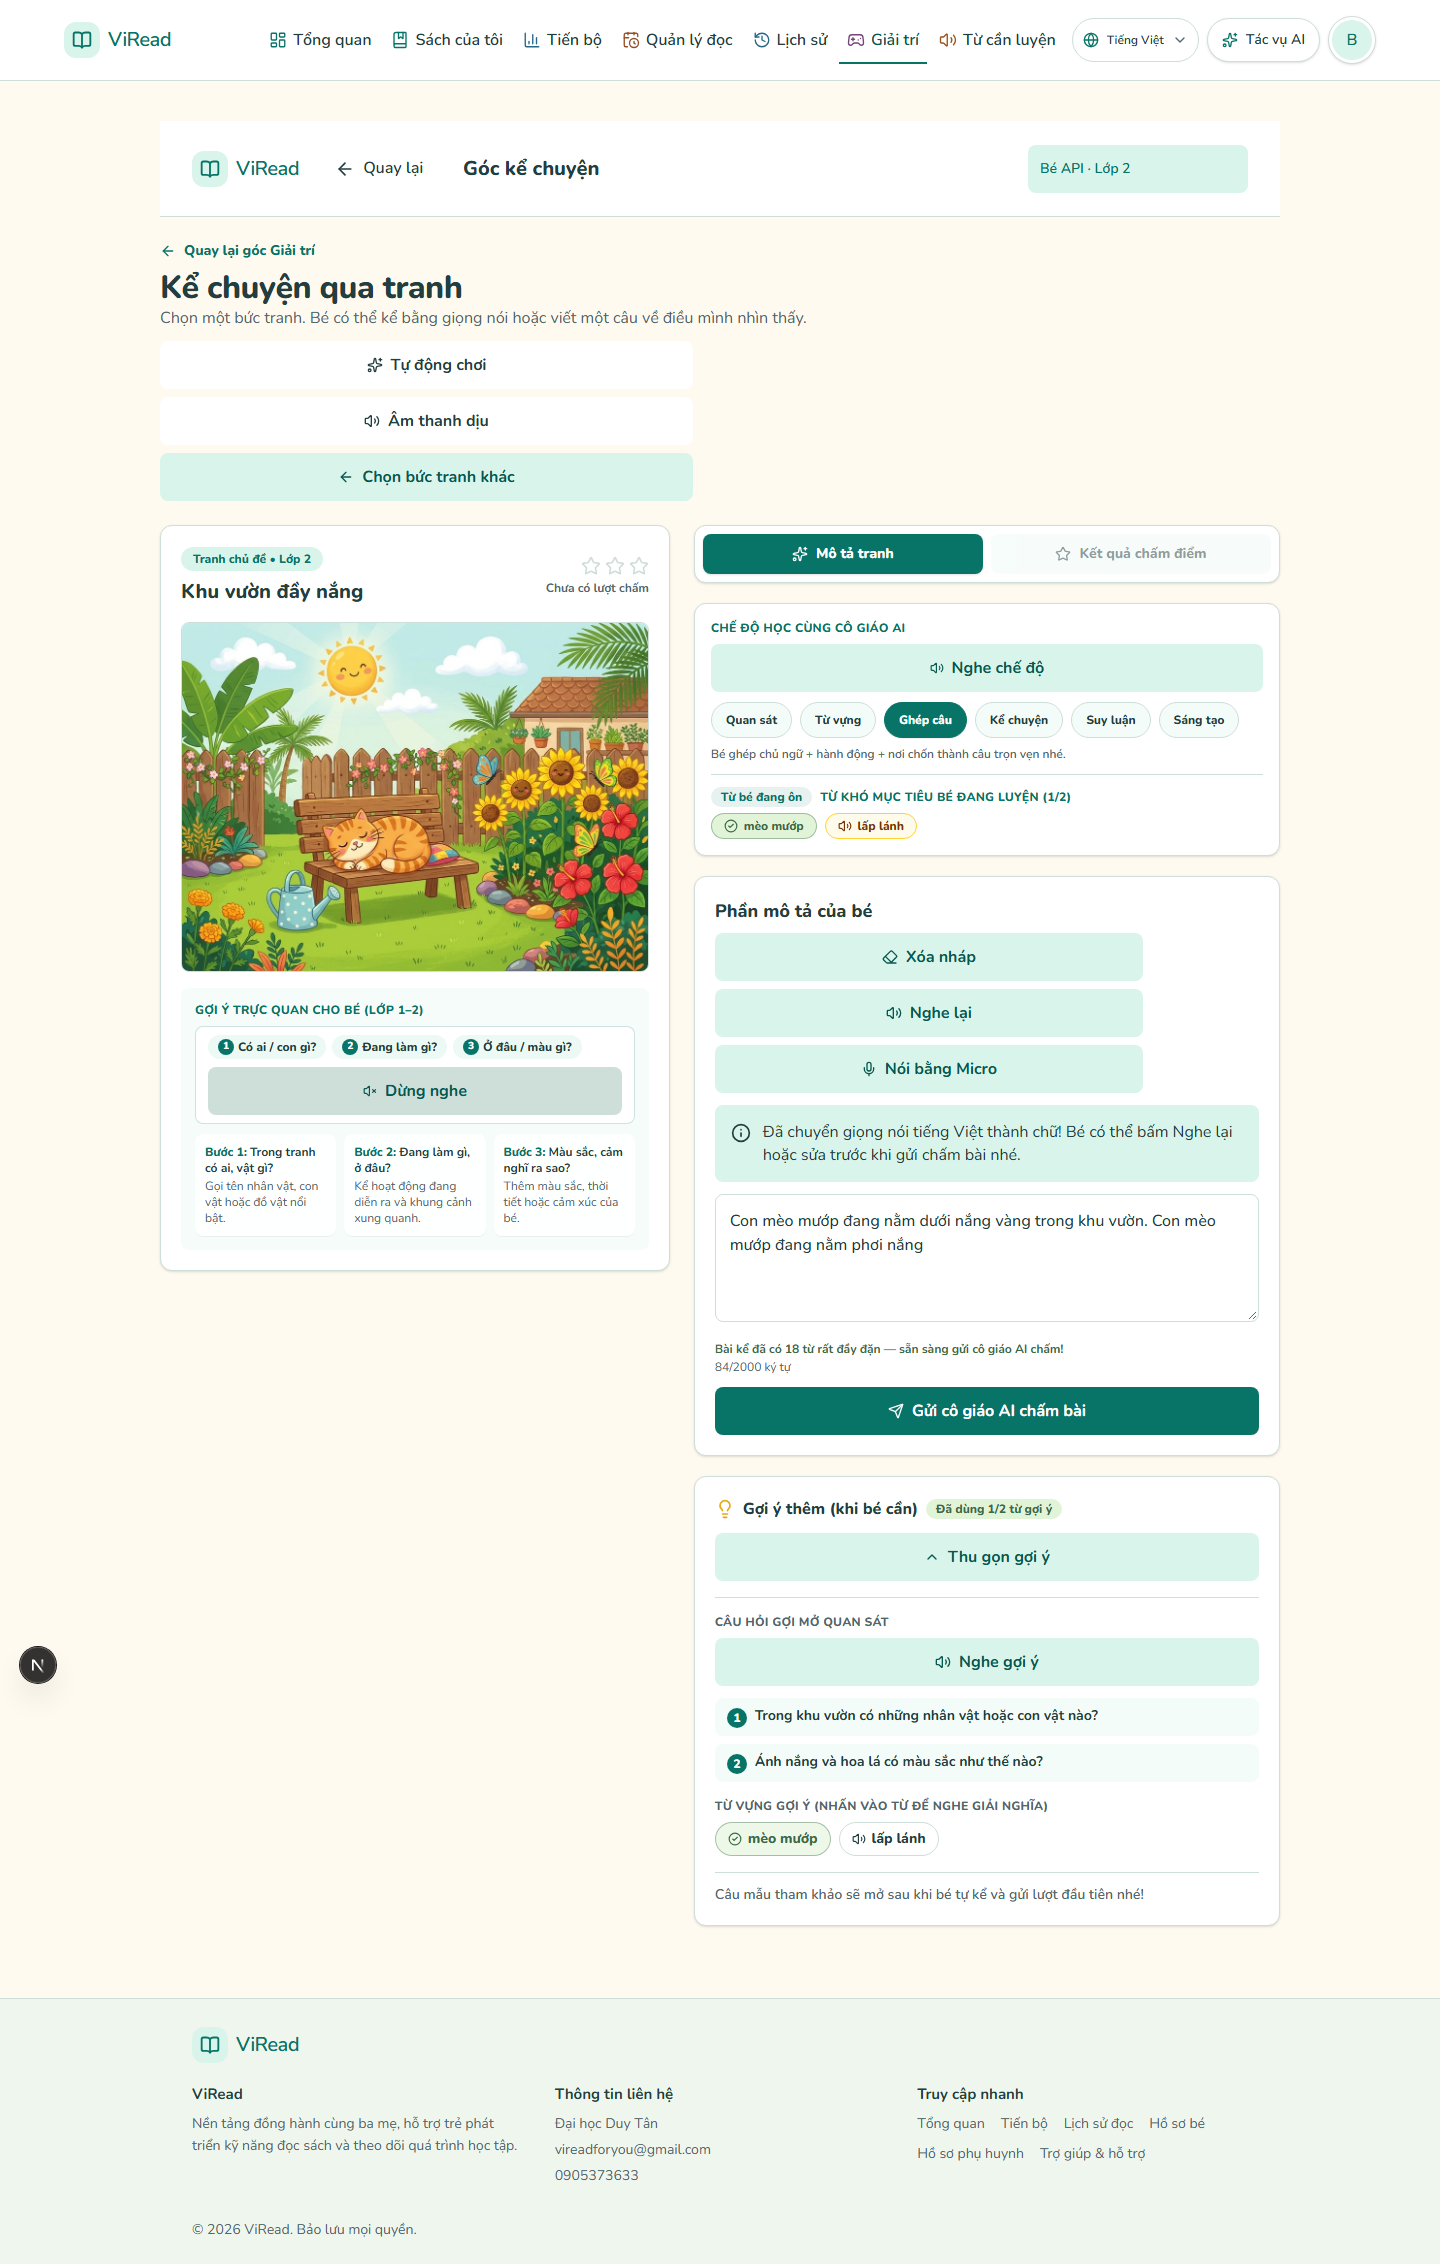 ViRead
Tổng quan
Sách của tôi
Tiến bộ
Quản lý đọc
Lịch sử
Giải trí
Từ cần luyện
Tiếng Việt
Tác vụ AI
B
ViRead
Quay lại
Góc kể chuyện
Bé API · Lớp 2
Quay lại góc Giải trí
Kể chuyện qua tranh
Chọn một bức tranh. Bé có thể kể bằng giọng nói hoặc viết một câu về điều mình nhìn thấy.
Tự động chơi
Âm thanh dịu
Chọn bức tranh khác
Tranh chủ đề • Lớp 2
Khu vườn đầy nắng
Chưa có lượt chấm
GỢI Ý TRỰC QUAN CHO BÉ (LỚP 1–2)
1 Có ai / con gì?
2 Đang làm gì?
3 Ở đâu / màu gì?
Dừng nghe
Bước 1: Trong tranh
có ai, vật gì?
Gọi tên nhân vật, con
vật hoặc đồ vật nổi
bật.
Bước 2: Đang làm gì,
ở đâu?
Kể hoạt động đang
diễn ra và khung cảnh
xung quanh.
Bước 3: Màu sắc, cảm
nghĩ ra sao?
Thêm màu sắc, thời
tiết hoặc cảm xúc của
bé.
Mô tả tranh
Kết quả chấm điểm
CHẾ ĐỘ HỌC CÙNG CÔ GIÁO AI
Nghe chế độ
Quan sát
Từ vựng
Ghép câu
Kể chuyện
Suy luận
Sáng tạo
Bé ghép chủ ngữ + hành động + nơi chốn thành câu trọn vẹn nhé.
Từ bé đang ôn
TỪ KHÓ MỤC TIÊU BÉ ĐANG LUYỆN (1/2)
mèo mướp
lấp lánh
Phần mô tả của bé
Xóa nháp
Nghe lại
Nói bằng Micro
Đã chuyển giọng nói tiếng Việt thành chữ! Bé có thể bấm Nghe lại
hoặc sửa trước khi gửi chấm bài nhé.
Con mèo mướp đang nằm dưới nắng vàng trong khu vườn. Con mèo
mướp đang nằm phơi nắng
Bài kể đã có 18 từ rất đầy đặn — sẵn sàng gửi cô giáo AI chấm!
84/2000 ký tự
Gửi cô giáo AI chấm bài
Gợi ý thêm (khi bé cần)
Đã dùng 1/2 từ gợi ý
Thu gọn gợi ý
CÂU HỎI GỢI MỞ QUAN SÁT
Nghe gợi ý
1 Trong khu vườn có những nhân vật hoặc con vật nào?
2 Ánh nắng và hoa lá có màu sắc như thế nào?
TỪ VỰNG GỢI Ý (NHẤN VÀO TỪ ĐỂ NGHE GIẢI NGHĨA)
mèo mướp
lấp lánh
Câu mẫu tham khảo sẽ mở sau khi bé tự kể và gửi lượt đầu tiên nhé!
N
ViRead
ViRead
Nền tảng đồng hành cùng ba mẹ, hỗ trợ trẻ phát
triển kỹ năng đọc sách và theo dõi quá trình học tập.
Thông tin liên hệ
Đại học Duy Tân
vireadforyou@gmail.com
0905373633
Truy cập nhanh
Tổng quan
Tiến bộ
Lịch sử đọc
Hồ sơ bé
Hồ sơ phụ huynh
Trợ giúp & hỗ trợ
© 2026 ViRead. Bảo lưu mọi quyền.